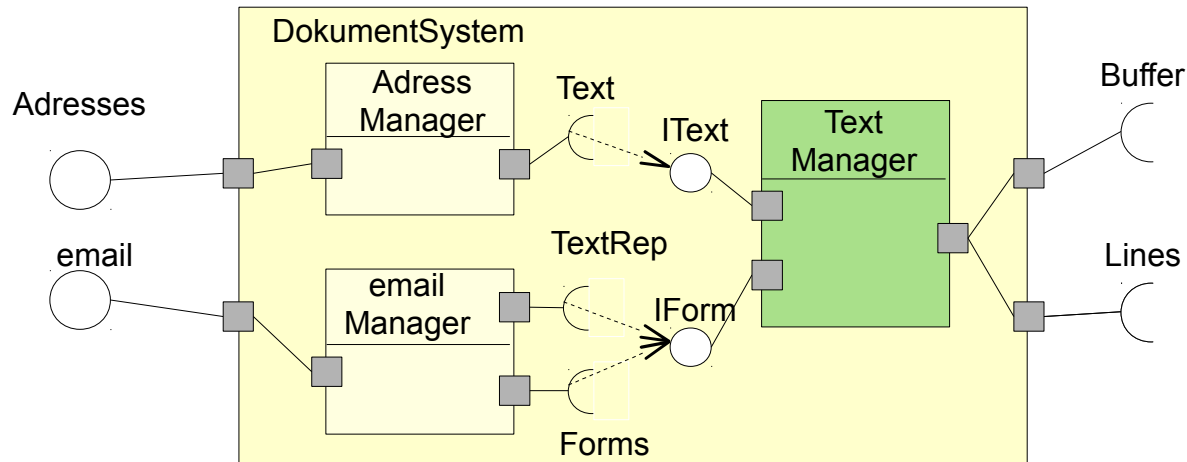 DokumentSystem
Adresses
Adress
Manager
Text
IText
Text
Manager
Buffer
email
email
Manager
TextRep
IForm
Lines
Forms